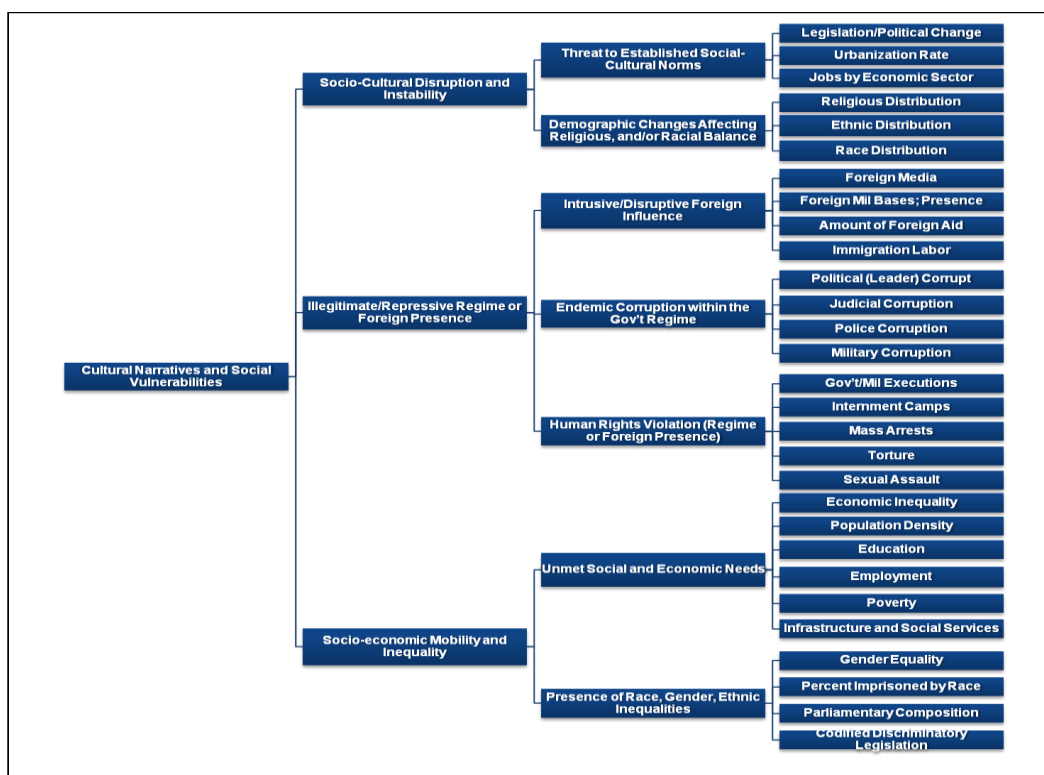 Legislation/Political Change
Threat to Established Social-
Cultural Norms
Urbanization Rate
Socio-Cultural Disruption and
Instability
Jobs by Economic Sector
Religious Distribution
Demographic Changes Affecting
Religious, and/or Racial Balance
Ethnic Distribution
Race Distribution
Foreign Media
Intrusive/Disruptive Foreign
Influence
Foreign Mil Bases; Presence
Amount of Foreign Aid
Immigration Labor
Political (Leader) Corrupt
Illegitimate/Repressive Regime or
Foreign Presence
Endemic Corruption within the
Gov't Regime
Judicial Corruption
Police Corruption
Military Corruption
Cultural Narratives and Social
Vulnerabilities
Gov't/Mil Executions
Internment Camps
Human Rights Violation (Regime
or Foreign Presence)
Mass Arrests
Torture
Sexual Assault
Economic Inequality
Population Density
Education
Unmet Social and Economic Needs
Employment
Poverty
Infrastructure and Social Services
Socio-economic Mobility and
Inequality
Gender Equality
Percent Imprisoned by Race
Presence of Race, Gender, Ethnic
Inequalities
Parliamentary Composition
Codified Discriminatory
Legislation